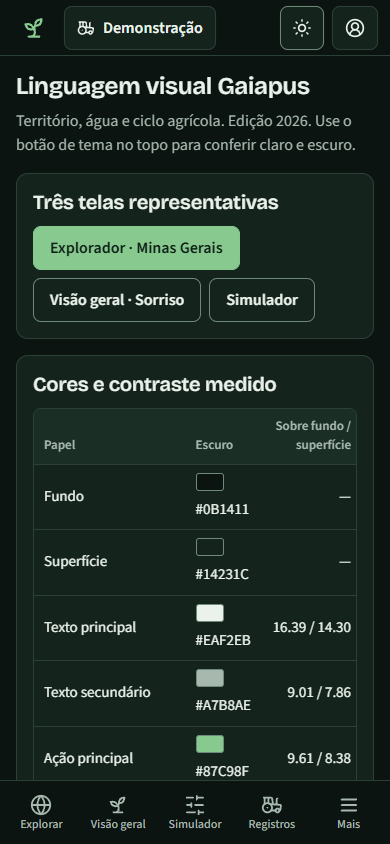 Demonstração
Linguagem visual Gaiapus
Território, água e ciclo agrícola. Edição 2026. Use o
botão de tema no topo para conferir claro e escuro.
Três telas representativas
Explorador · Minas Gerais
Visão geral · Sorriso
Simulador
Cores e contraste medido
Papel
Escuro
Sobre fundo /
superfície
Fundo
#0B1411
—
Superfície
#14231C
—
Texto principal
#EAF2EB
16.39 / 14.30
Texto secundário
#A7B8AE
9.01 / 7.86
Ação principal
#87C98F
9.61 / 8.38
Explorar
Visão geral
Simulador
Registros
Mais